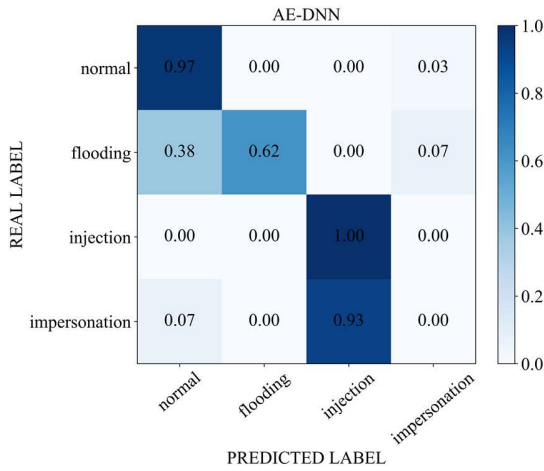 AE-DNN
REAL LABEL
normal 0.97 0.00 0.00 0.03
flooding 0.38 0.62 0.00 0.07
injection 0.00 0.00 1.00 0.00
impersonation 0.07 0.00 0.93 0.00
normal flooding injection impersonation
PREDICTED LABEL
1.0
0.8
0.6
0.4
0.2
0.0